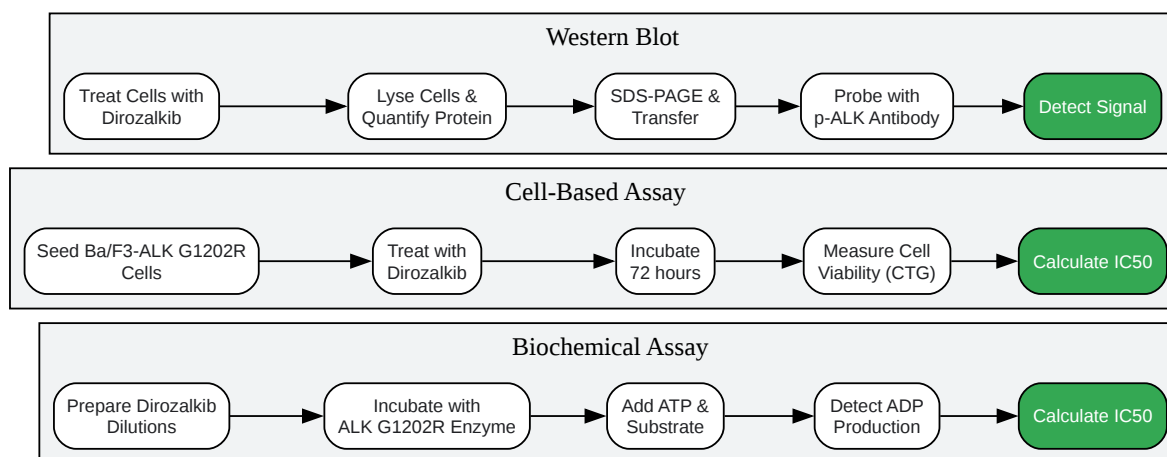 Western Blot
Treat Cells with
Dirozalkib
Lyse Cells &
Quantify Protein
SDS-PAGE &
Transfer
Probe with
p-ALK Antibody
Detect Signal
Cell-Based Assay
Seed Ba/F3-ALK G1202R
Cells
Treat with
Dirozalkib
Incubate
72 hours
Measure Cell
Viability (CTG)
Calculate IC50
Biochemical Assay
Prepare Dirozalkib
Dilutions
Incubate with
ALK G1202R Enzyme
Add ATP &
Substrate
Detect ADP
Production
Calculate IC50